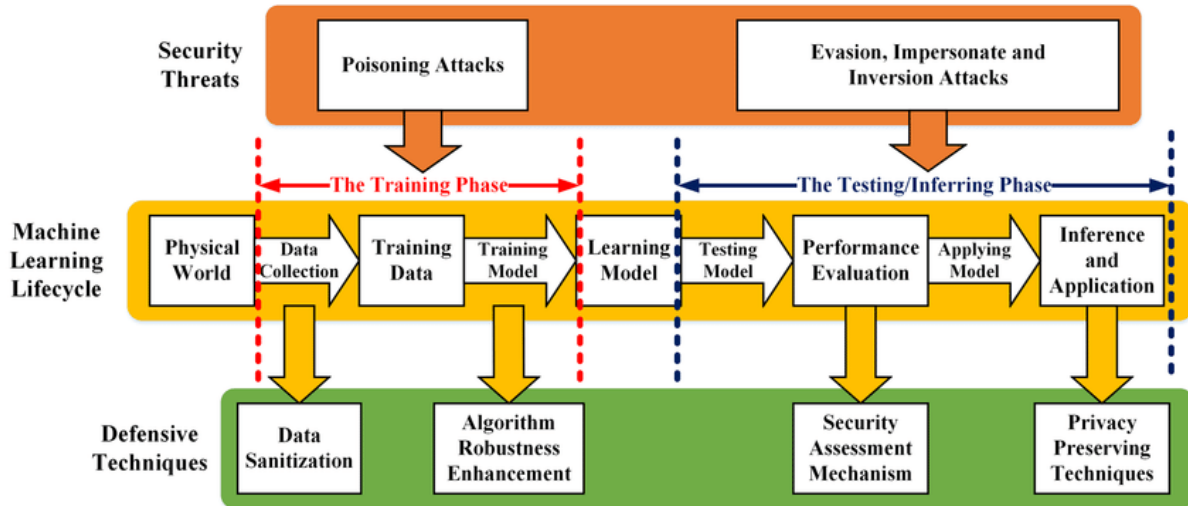 Security
Threats
Poisoning Attacks
Evasion, Impersonate and
Inversion Attacks
The Training Phase
The Testing/Inferring Phase
Machine
Learning
Lifecycle
Physical
World
Data
Collection
Training
Data
Training
Model
Learning
Model
Testing
Model
Performance
Evaluation
Applying
Model
Inference
and
Application
Defensive
Techniques
Data
Sanitization
Algorithm
Robustness
Enhancement
Security
Assessment
Mechanism
Privacy
Preserving
Techniques